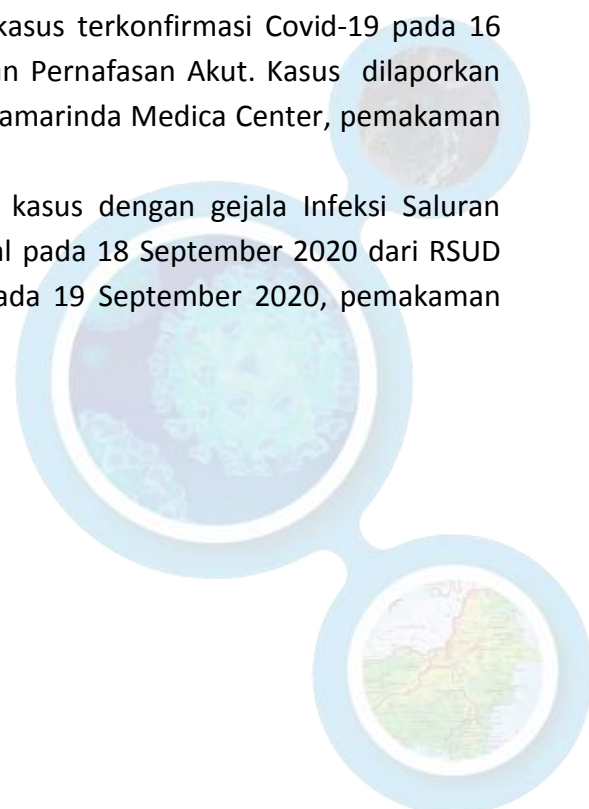 kasus terkonfirmasi Covid-19 pada 16
an Pernafasan Akut. Kasus dilaporkan
amarinda Medica Center, pemakaman
kasus dengan gejala Infeksi Saluran
al pada 18 September 2020 dari RSUD
ada 19 September 2020, pemakaman